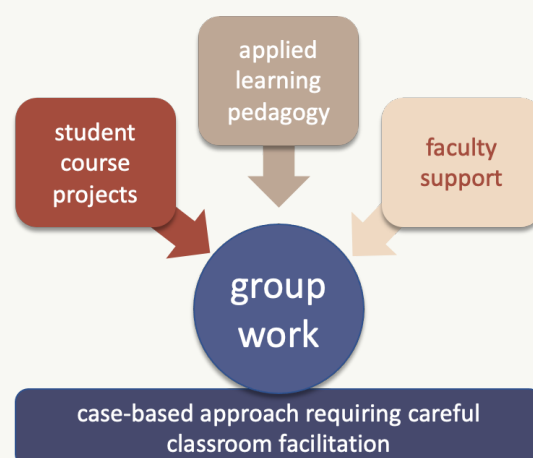 applied
learning
pedagogy
student
course
projects
faculty
support
group
work
case-based approach requiring careful
classroom facilitation